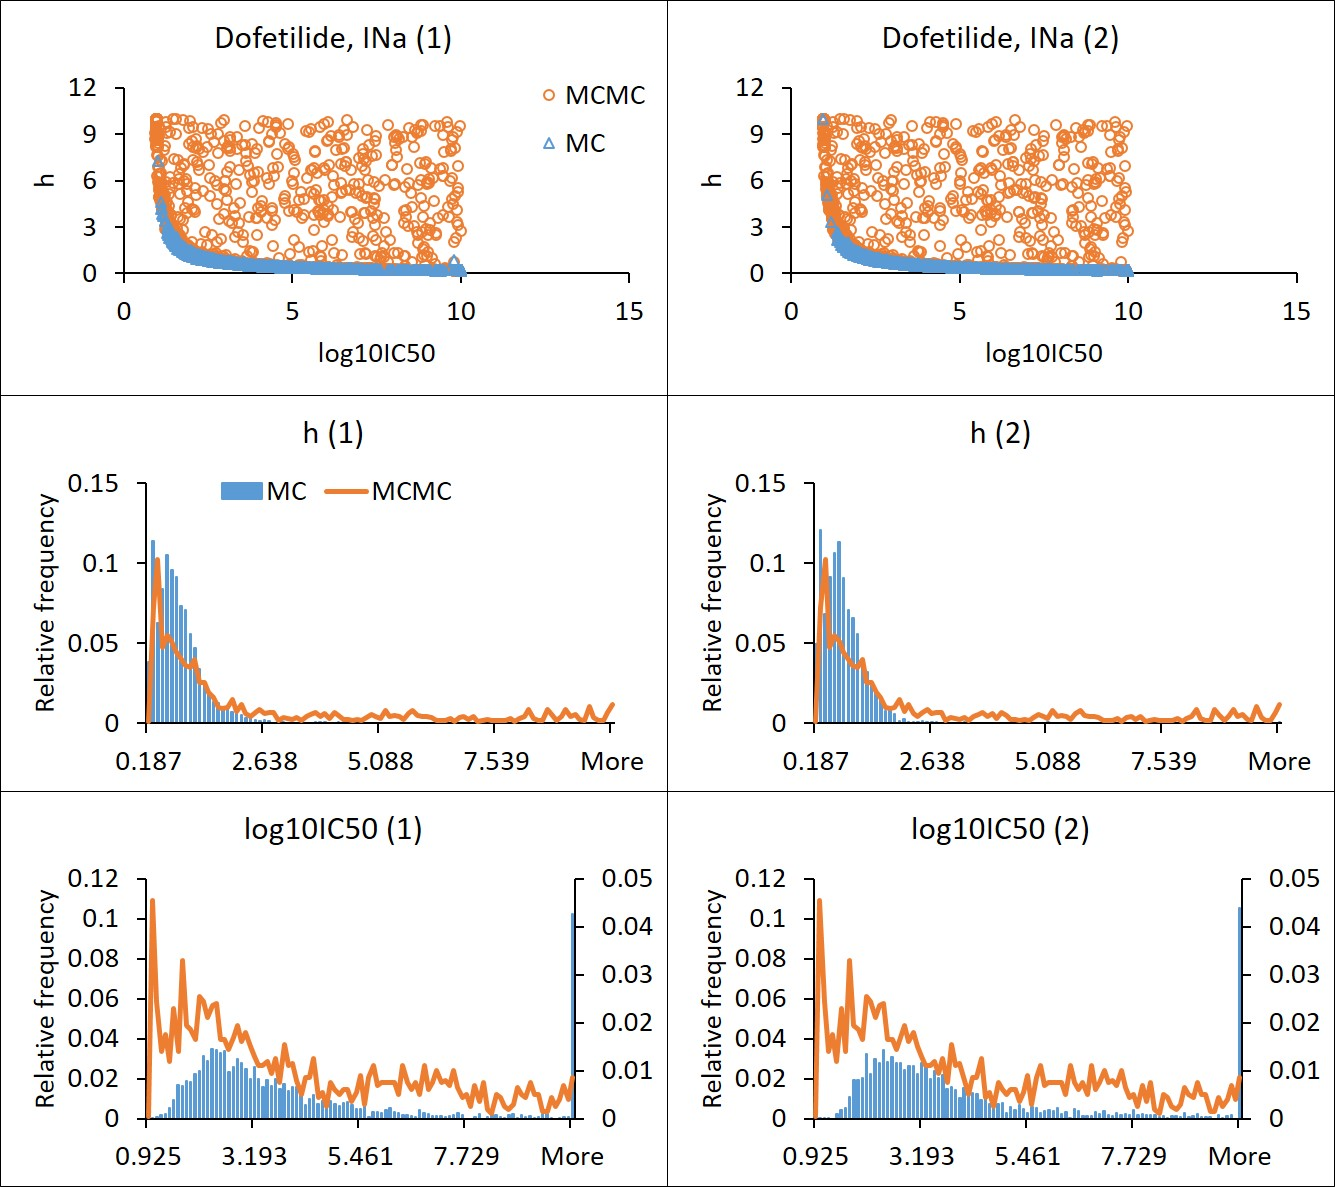 Dofetilide, INa (1)
12
9
6
3
0
h
0 5 10 15
log10IC50
MCMC
MC
Dofetilide, INa (2)
12
9
6
3
0
h
0 5 10 15
log10IC50
h (1)
Relative frequency
0.15
0.1
0.05
0
MC MCMC
0.187 2.638 5.088 7.539 More
h (2)
Relative frequency
0.15
0.1
0.05
0
0.187 2.638 5.088 7.539 More
log10IC50 (1)
Relative frequency
0.12
0.1
0.08
0.06
0.04
0.02
0
0.05
0.04
0.03
0.02
0.01
0
0.925 3.193 5.461 7.729 More
log10IC50 (2)
Relative frequency
0.12
0.1
0.08
0.06
0.04
0.02
0
0.05
0.04
0.03
0.02
0.01
0
0.925 3.193 5.461 7.729 More